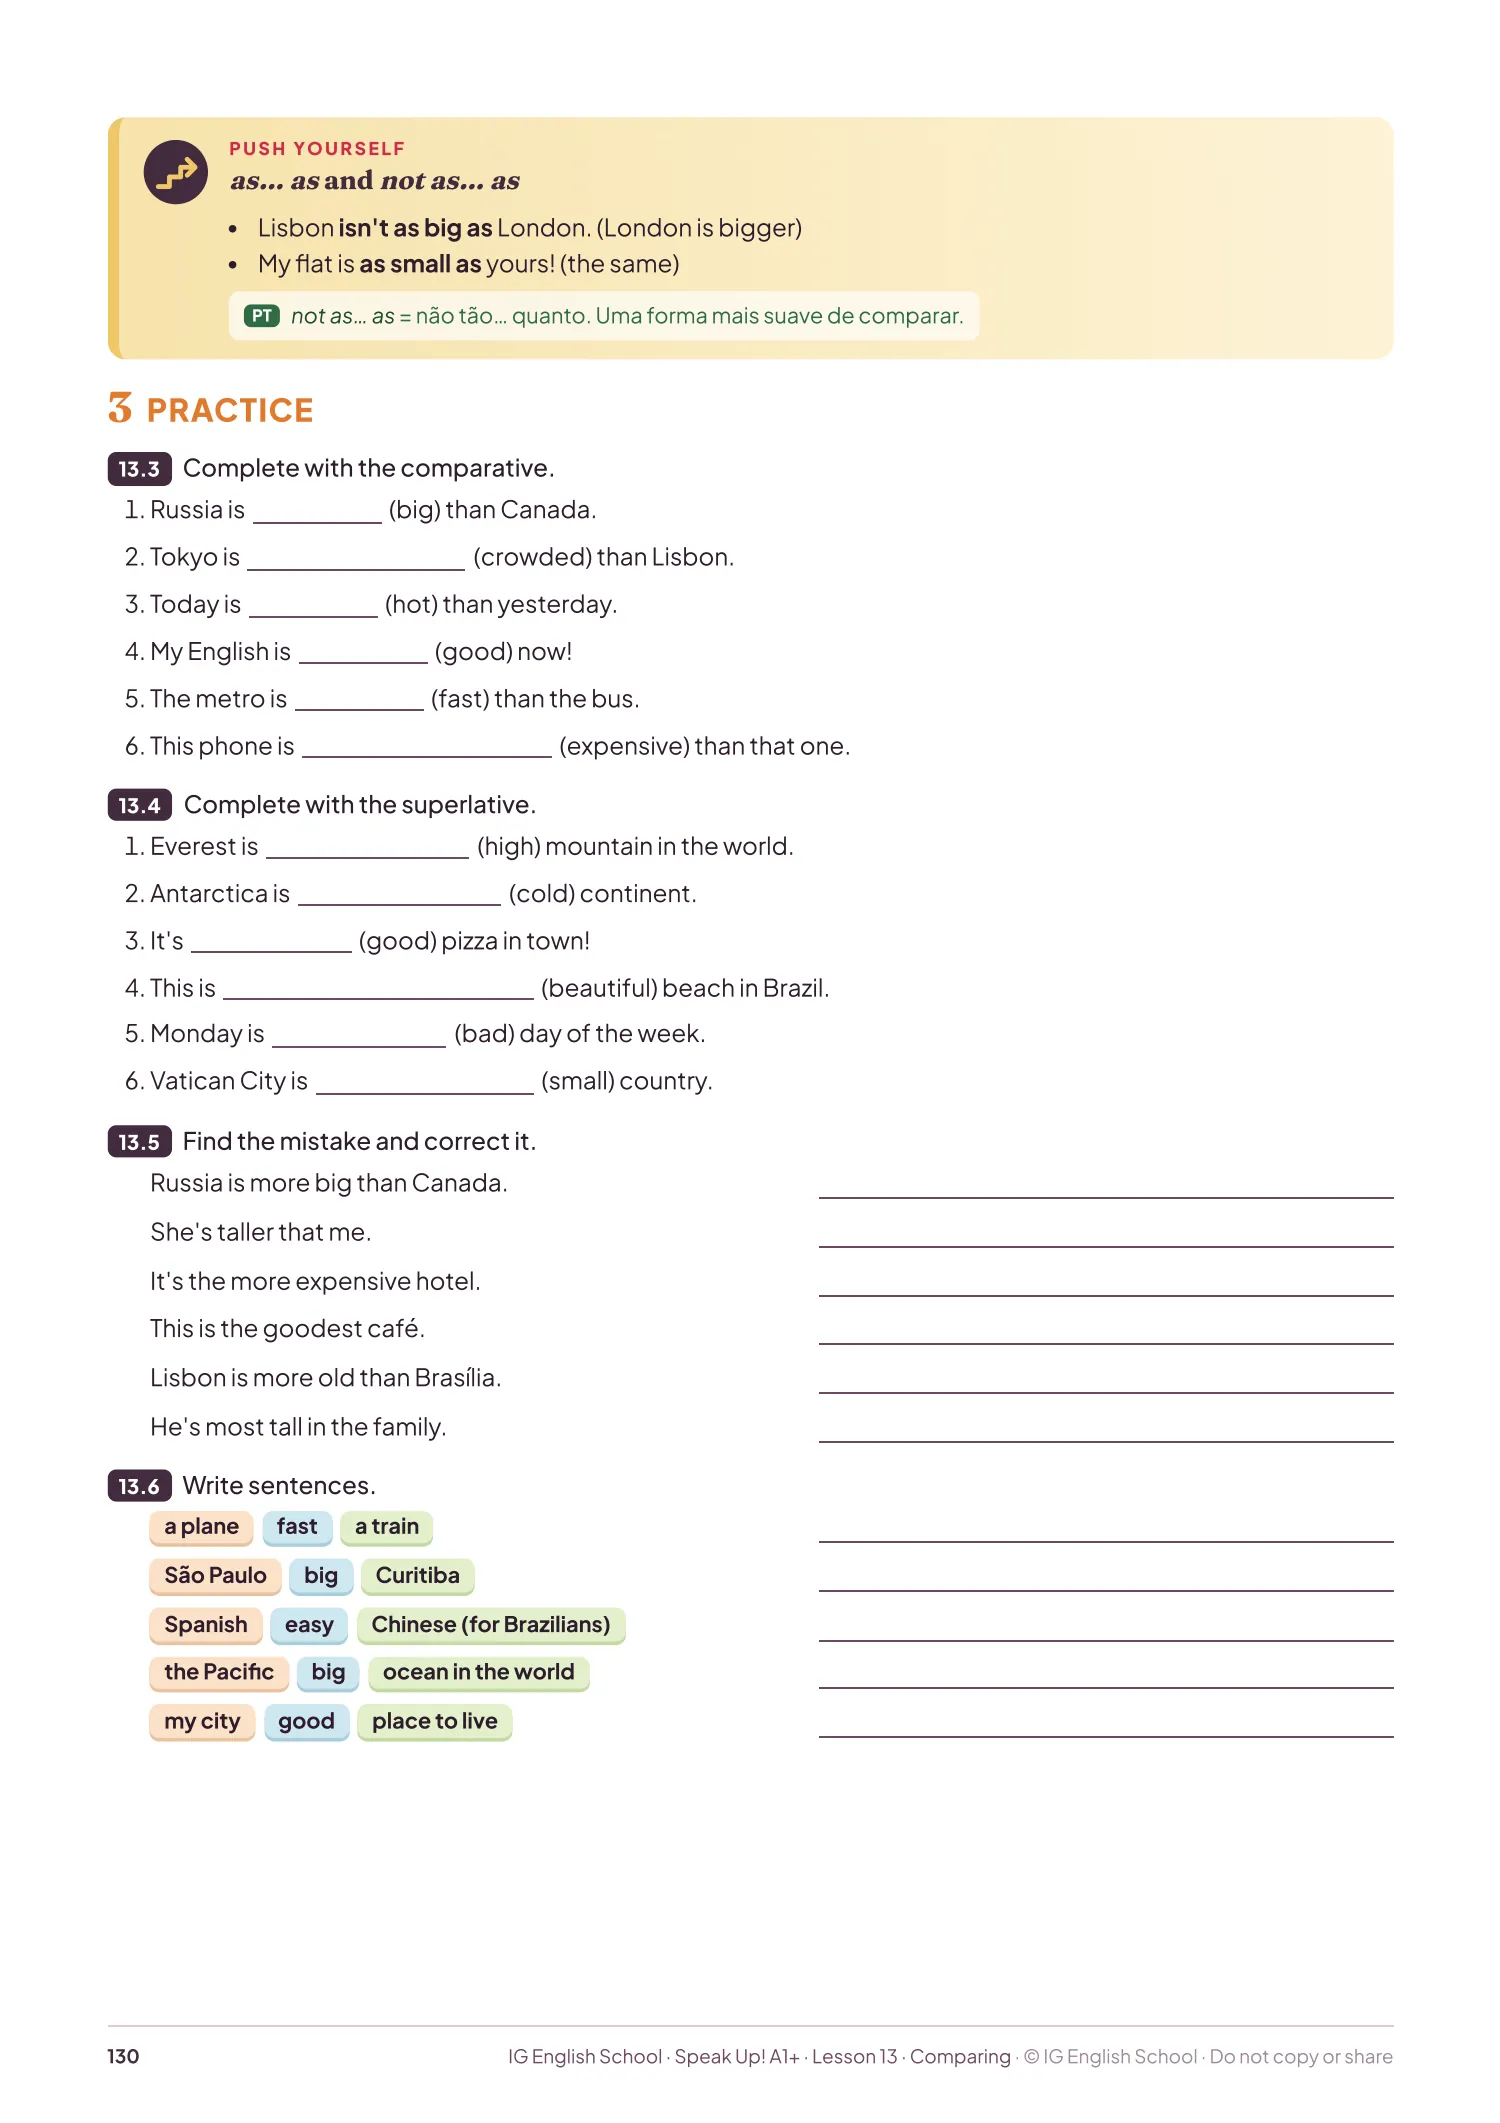 PUSH YOURSELF
as... as and not as... as
• Lisbon isn't as big as London. (London is bigger)
• My flat is as small as yours! (the same)
PT not as... as = não tão... quanto. Uma forma mais suave de comparar.
3 PRACTICE
13.3 Complete with the comparative.
1. Russia is __________ (big) than Canada.
2. Tokyo is __________ (crowded) than Lisbon.
3. Today is __________ (hot) than yesterday.
4. My English is __________ (good) now!
5. The metro is __________ (fast) than the bus.
6. This phone is __________ (expensive) than that one.
13.4 Complete with the superlative.
1. Everest is __________ (high) mountain in the world.
2. Antarctica is __________ (cold) continent.
3. It's __________ (good) pizza in town!
4. This is __________ (beautiful) beach in Brazil.
5. Monday is __________ (bad) day of the week.
6. Vatican City is __________ (small) country.
13.5 Find the mistake and correct it.
Russia is more big than Canada.
She's taller that me.
It's the more expensive hotel.
This is the goodest café.
Lisbon is more old than Brasília.
He's most tall in the family.
13.6 Write sentences.
a plane fast a train
São Paulo big Curitiba
Spanish easy Chinese (for Brazilians)
the Pacific big ocean in the world
my city good place to live
130 IG English School · Speak Up! A1+ · Lesson 13 · Comparing · © IG English School · Do not copy or share